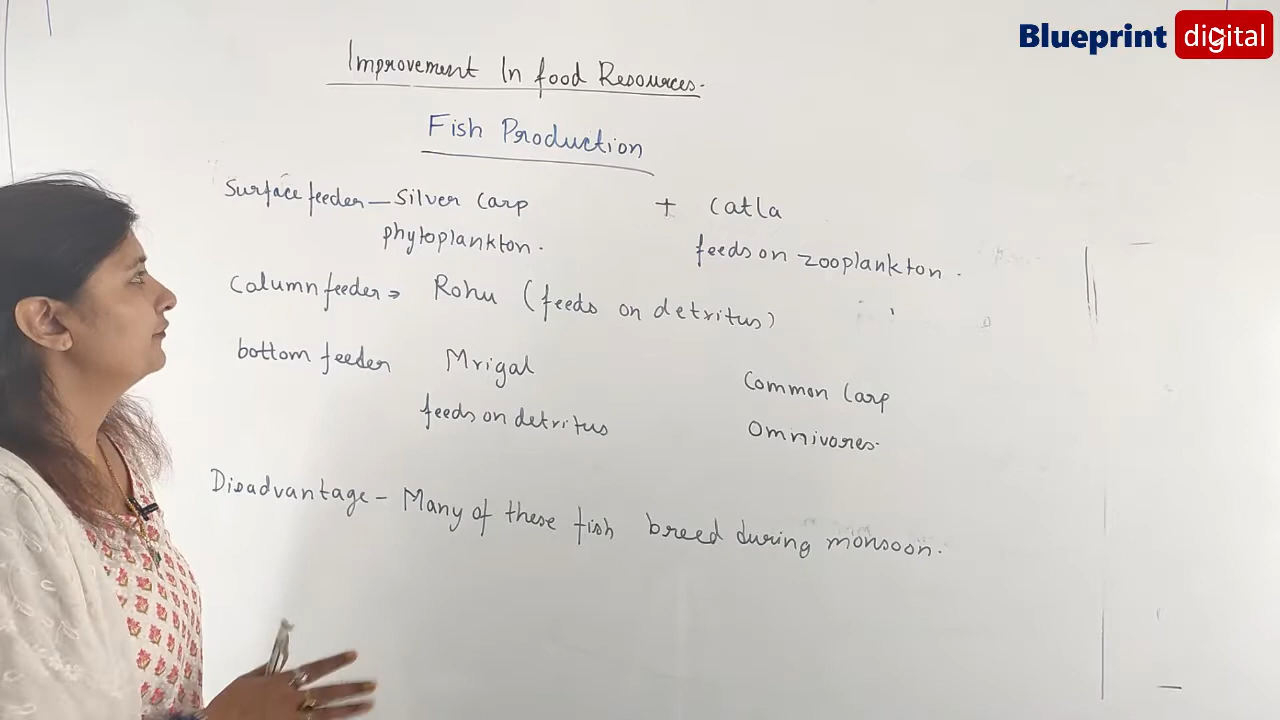 Blueprint digital
Improvement In food Resources.
Fish Production
Surface feeder — Silver Carp + Catla
phytoplankton. feeds on zooplankton.
Column feeder → Rohu (feeds on detritus)
bottom feeder Mrigal Common Carp
feeds on detritus Omnivores.
Disadvantage - Many of these fish breed during monsoon.